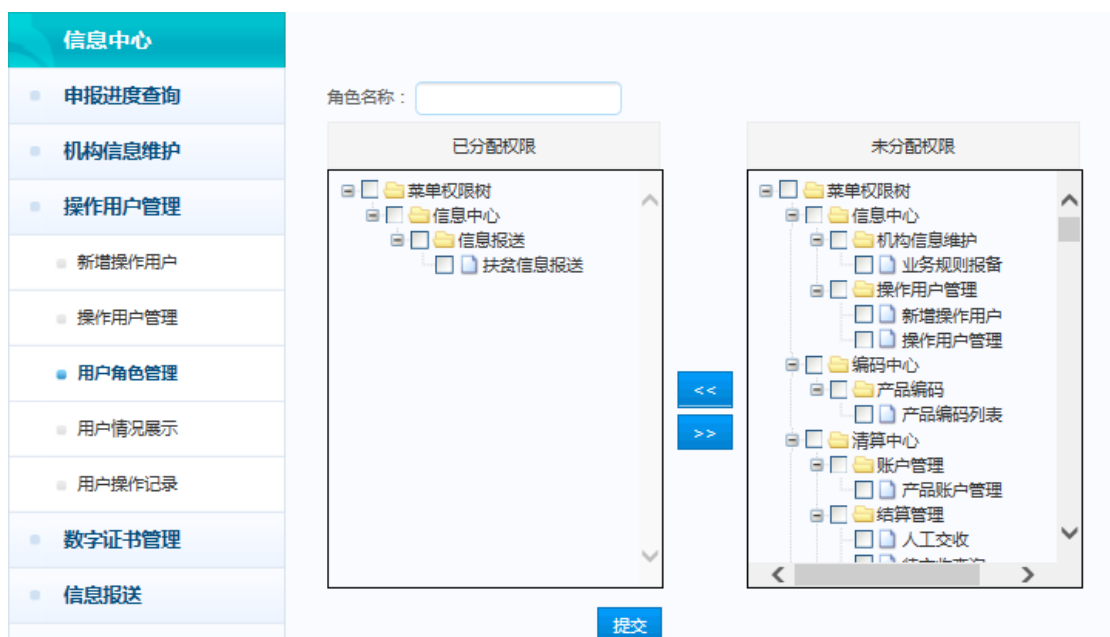 信息中心
申报进度查询
机构信息维护
操作用户管理
新增操作用户
操作用户管理
用户角色管理
用户情况展示
用户操作记录
数字证书管理
信息报送
角色名称：
已分配权限
菜单权限树
信息中心
信息报送
扶贫信息报送
<<
>>
未分配权限
菜单权限树
信息中心
机构信息维护
业务规则报备
操作用户管理
新增操作用户
操作用户管理
编码中心
产品编码
产品编码列表
清算中心
账户管理
产品账户管理
结算管理
人工交收
提交